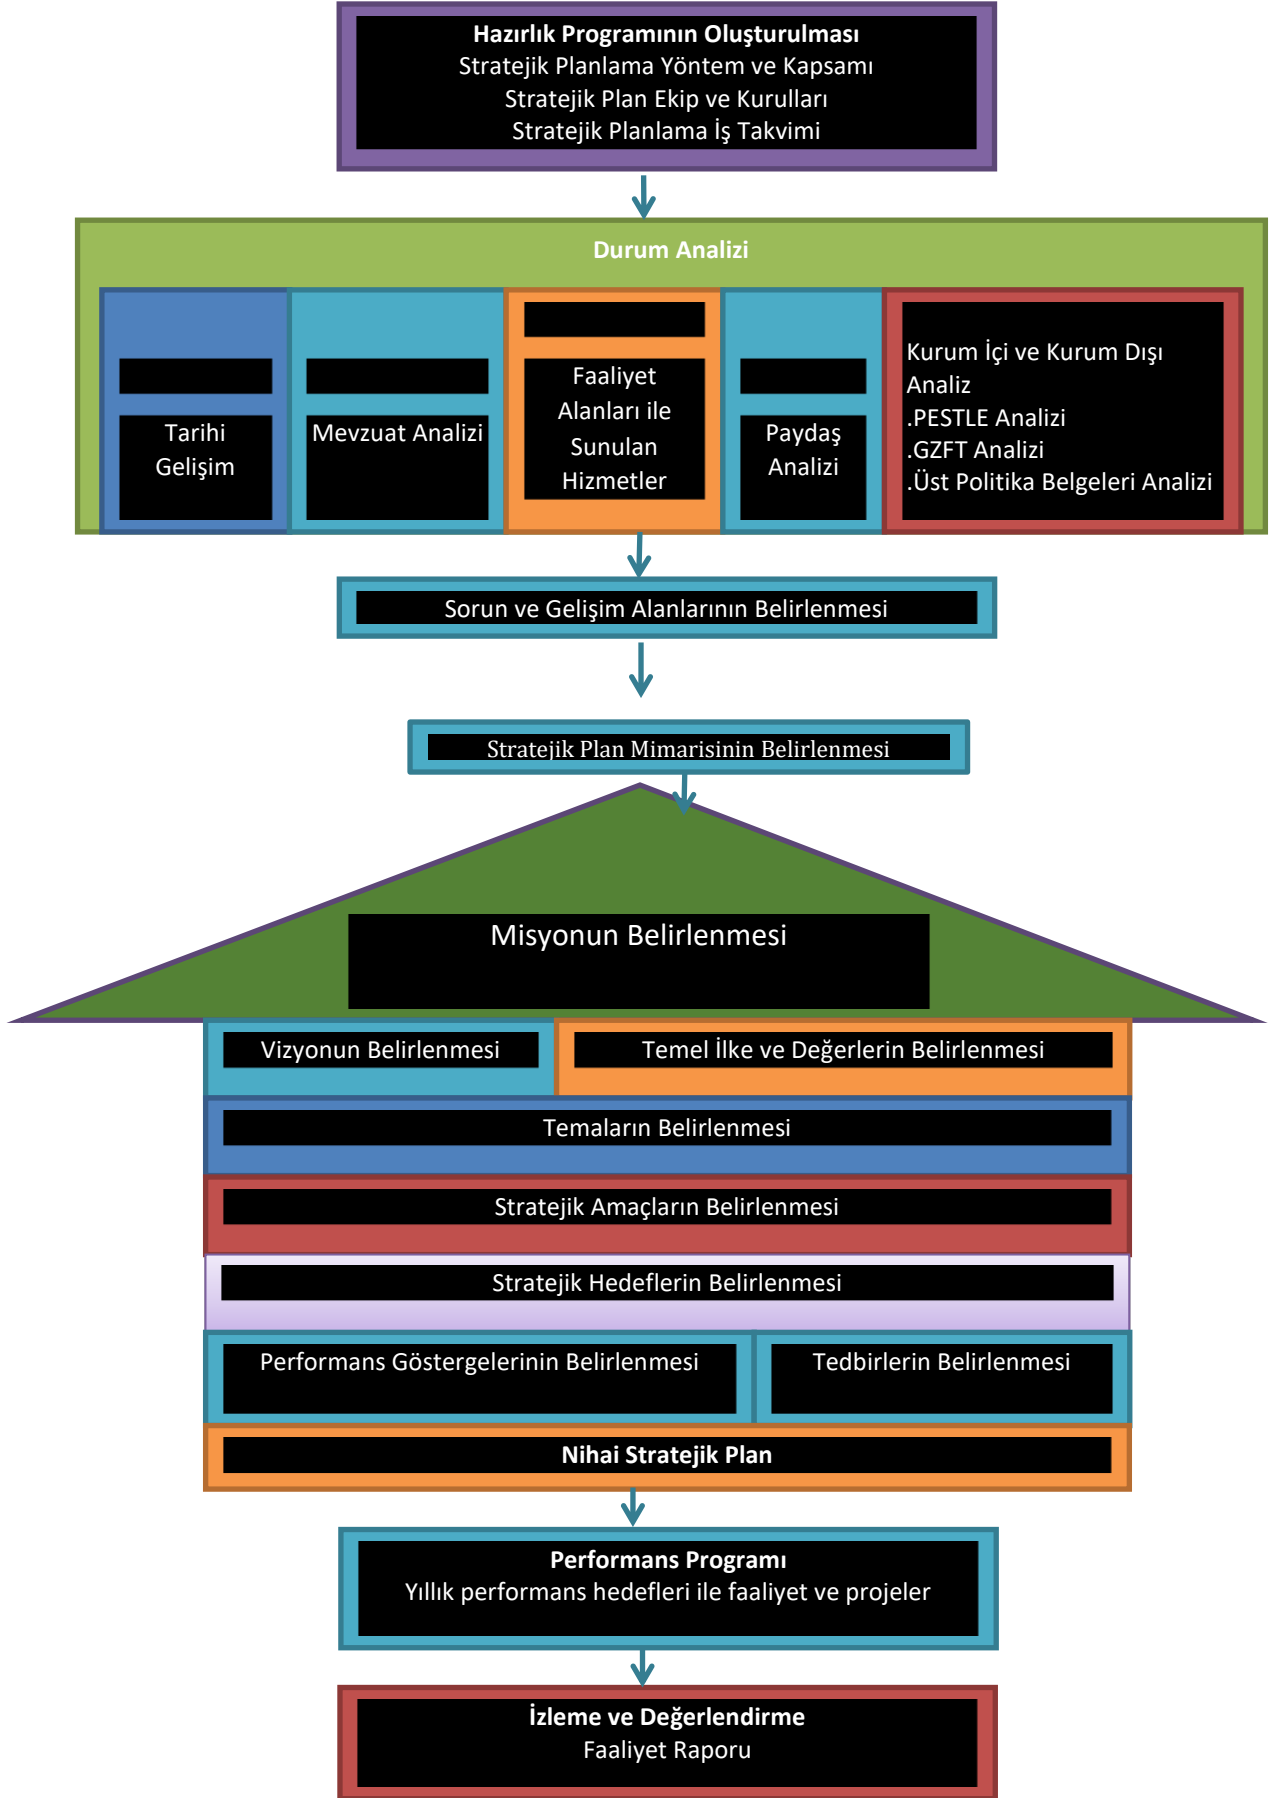 Hazırlık Programının Oluşturulması
Stratejik Planlama Yöntem ve Kapsamı
Stratejik Plan Ekip ve Kurulları
Stratejik Planlama İş Takvimi
Durum Analizi
Tarihi
Gelişim
Mevzuat Analizi
Faaliyet
Alanları ile
Sunulan
Hizmetler
Paydaş
Analizi
Kurum İçi ve Kurum Dışı
Analiz
.PESTLE Analizi
.GZFT Analizi
.Üst Politika Belgeleri Analizi
Sorun ve Gelişim Alanlarının Belirlenmesi
Stratejik Plan Mimarisinin Belirlenmesi
Misyonun Belirlenmesi
Vizyonun Belirlenmesi
Temel İlke ve Değerlerin Belirlenmesi
Temaların Belirlenmesi
Stratejik Amaçların Belirlenmesi
Stratejik Hedeflerin Belirlenmesi
Performans Göstergelerinin Belirlenmesi
Tedbirlerin Belirlenmesi
Nihai Stratejik Plan
Performans Programı
Yıllık performans hedefleri ile faaliyet ve projeler
İzleme ve Değerlendirme
Faaliyet Raporu